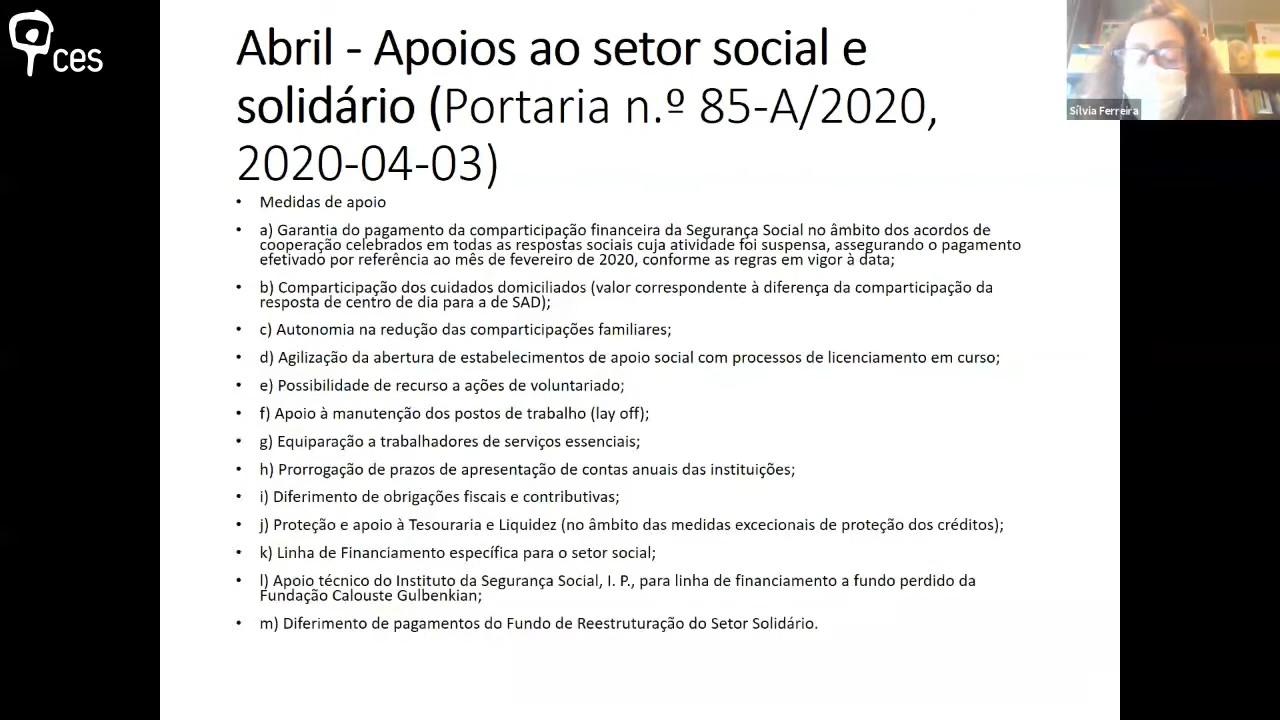 ces
Abril - Apoios ao setor social e
solidário (Portaria n.º 85-A/2020,
2020-04-03)
Sílvia Ferreira
• Medidas de apoio
• a) Garantia do pagamento da comparticipação financeira da Segurança Social no âmbito dos acordos de
cooperação celebrados em todas as respostas sociais cuja atividade foi suspensa, assegurando o pagamento
efetivado por referência ao mês de fevereiro de 2020, conforme as regras em vigor à data;
• b) Comparticipação dos cuidados domiciliados (valor correspondente à diferença da comparticipação da
resposta de centro de dia para a de SAD);
• c) Autonomia na redução das comparticipações familiares;
• d) Agilização da abertura de estabelecimentos de apoio social com processos de licenciamento em curso;
• e) Possibilidade de recurso a ações de voluntariado;
• f) Apoio à manutenção dos postos de trabalho (lay off);
• g) Equiparação a trabalhadores de serviços essenciais;
• h) Prorrogação de prazos de apresentação de contas anuais das instituições;
• i) Diferimento de obrigações fiscais e contributivas;
• j) Proteção e apoio à Tesouraria e Liquidez (no âmbito das medidas excecionais de proteção dos créditos);
• k) Linha de Financiamento específica para o setor social;
• l) Apoio técnico do Instituto da Segurança Social, I. P., para linha de financiamento a fundo perdido da
Fundação Calouste Gulbenkian;
• m) Diferimento de pagamentos do Fundo de Reestruturação do Setor Solidário.